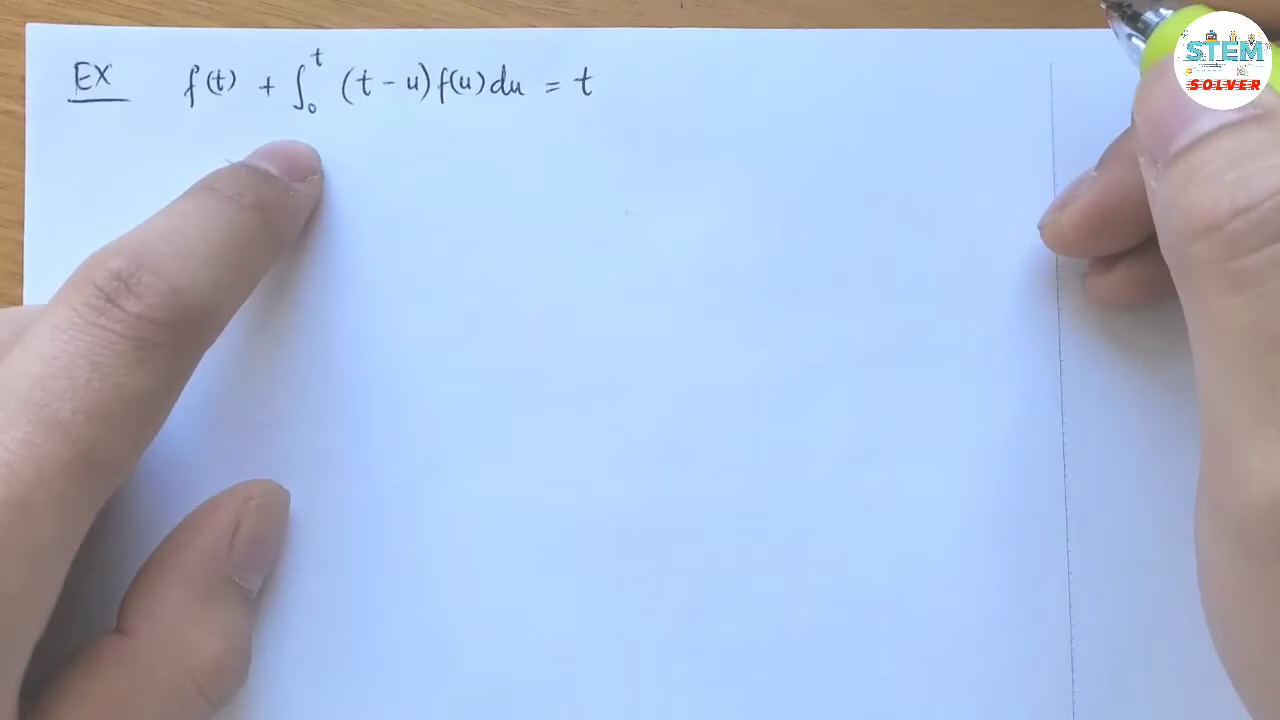 EX f(t) + ∫₀ᵗ (t - u) f(u) du = t
STEM
SOLVER